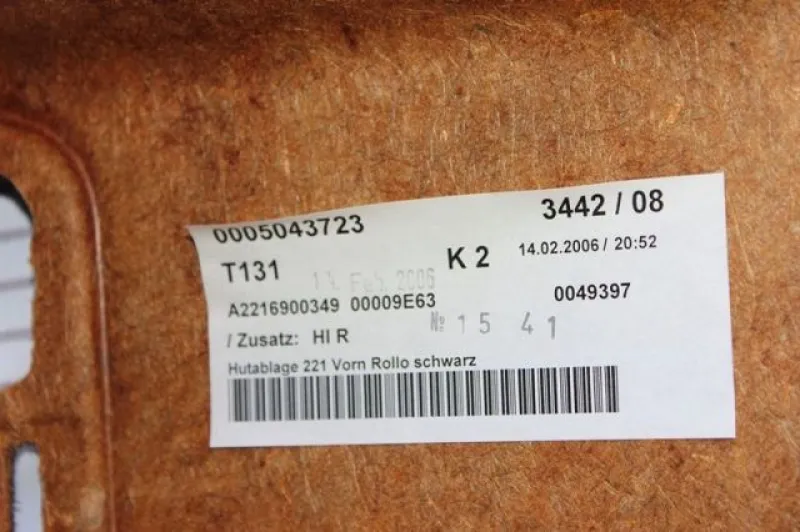 0005043723
3442 / 08
T131
K 2
14.02.2006 / 20:52
Feb. 2006
A2216900349 00009E63
0049397
№ 15 41
/ Zusatz: HI R
Hutablage 221 Vorn Rollo schwarz